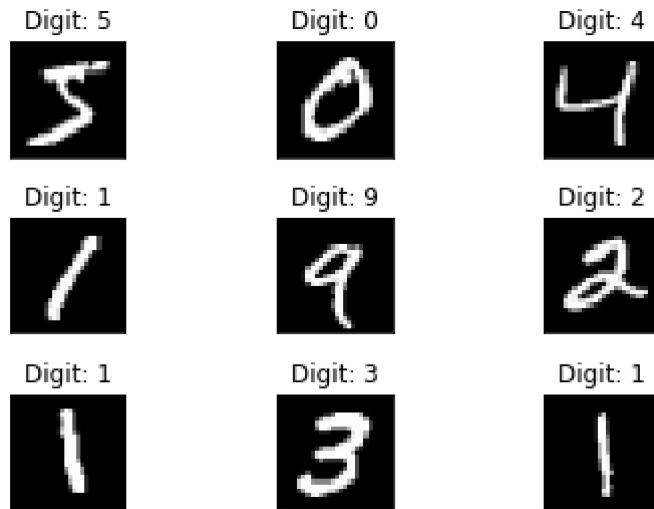 Digit: 5 Digit: 0 Digit: 4
5 0 4
Digit: 1 Digit: 9 Digit: 2
1 9 2
Digit: 1 Digit: 3 Digit: 1
1 3 1